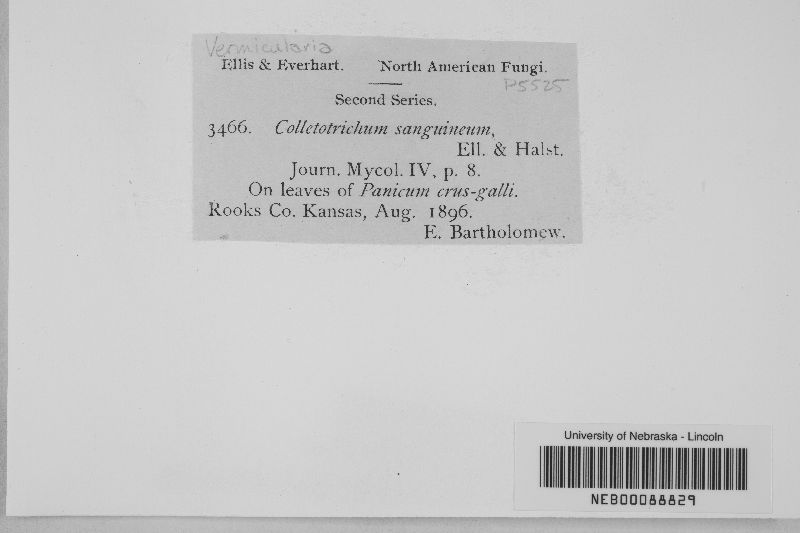 Vermicularia
Ellis & Everhart. North American Fungi.
P5525
Second Series.
3466. Colletotrichum sanguineum,
Ell. & Halst.
Journ. Mycol. IV, p. 8.
On leaves of Panicum crus-galli.
Rooks Co. Kansas, Aug. 1896.
E. Bartholomew.
University of Nebraska - Lincoln
NEB00088829